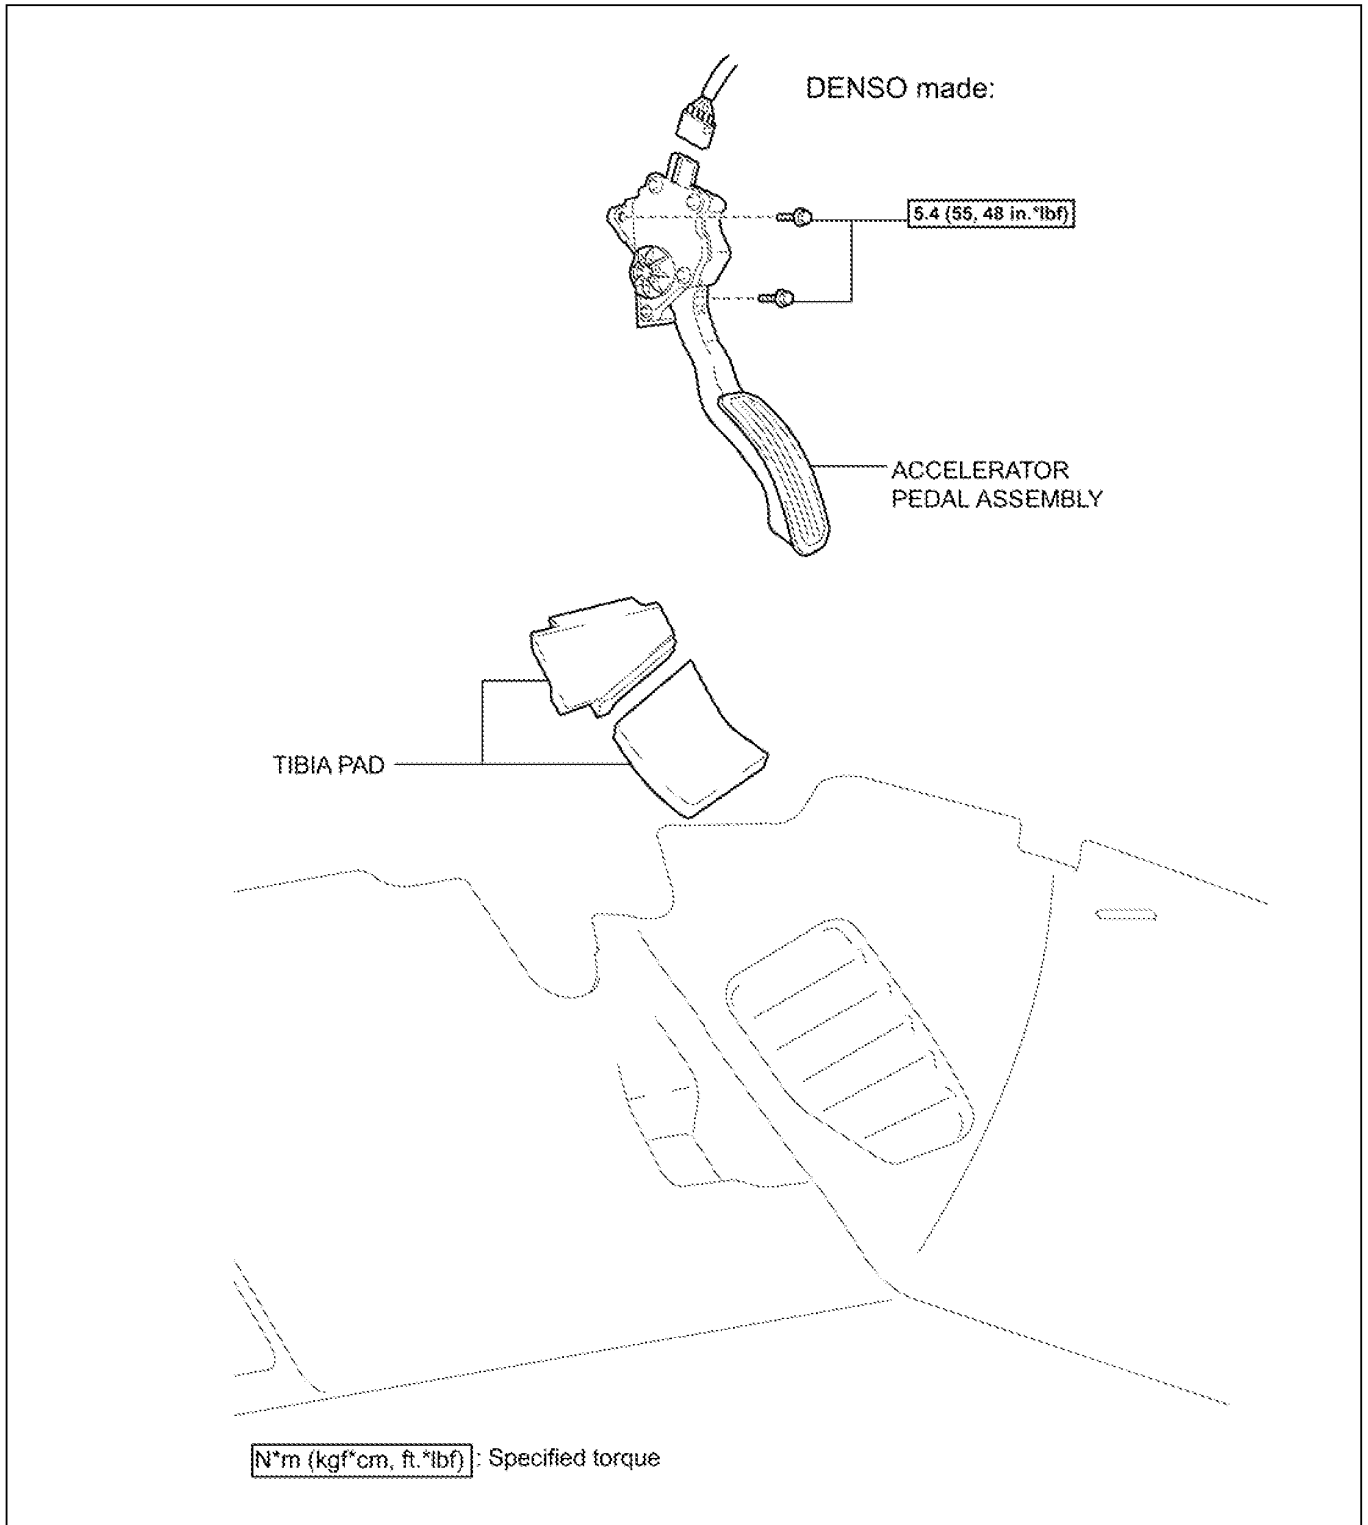 DENSO made:
5.4 (55, 48 in.*lbf)
ACCELERATOR
PEDAL ASSEMBLY
TIBIA PAD
N*m (kgf*cm, ft.*lbf) : Specified torque